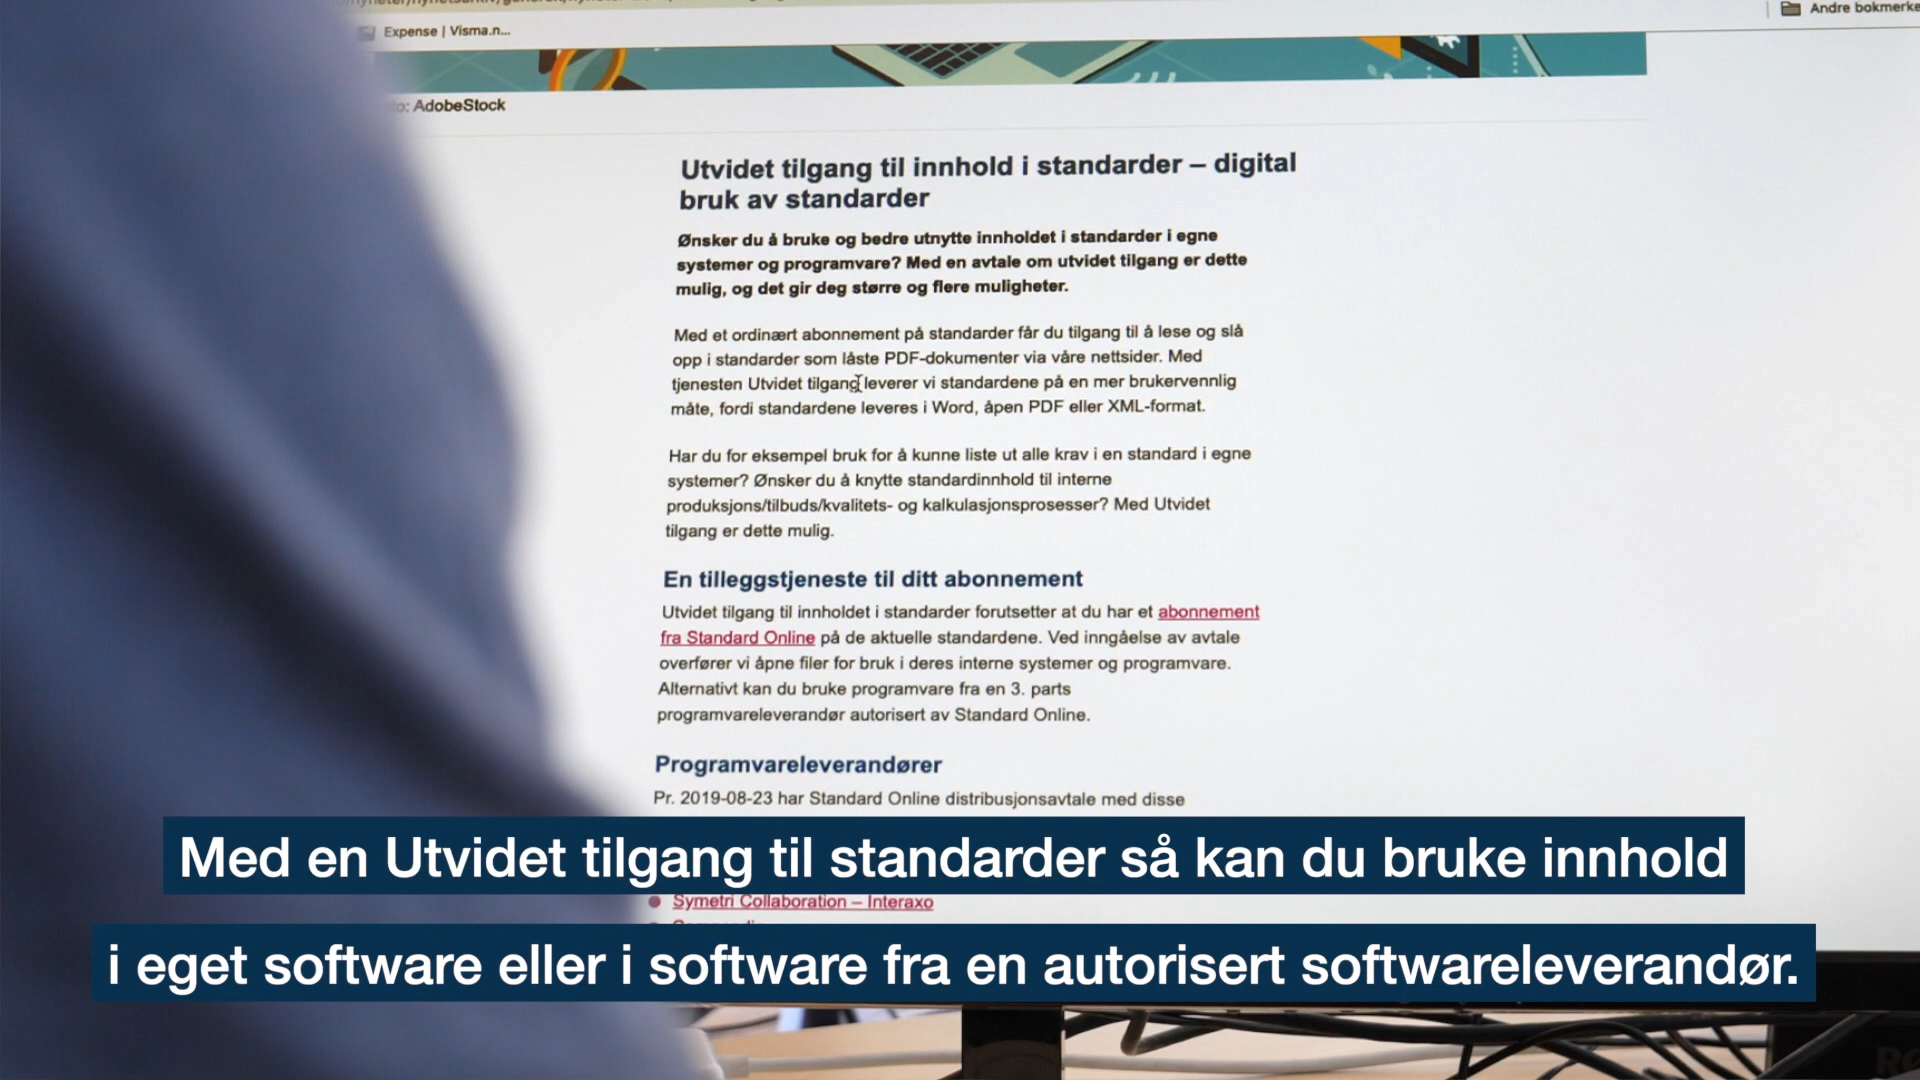 Andre bokmerke
Expense | Visma.n...
AdobeStock
Utvidet tilgang til innhold i standarder – digital
bruk av standarder
Ønsker du å bruke og bedre utnytte innholdet i standarder i egne
systemer og programvare? Med en avtale om utvidet tilgang er dette
mulig, og det gir deg større og flere muligheter.
Med et ordinært abonnement på standarder får du tilgang til å lese og slå
opp i standarder som låste PDF-dokumenter via våre nettsider. Med
tjenesten Utvidet tilgang leverer vi standardene på en mer brukervennlig
måte, fordi standardene leveres i Word, åpen PDF eller XML-format.
Har du for eksempel bruk for å kunne liste ut alle krav i en standard i egne
systemer? Ønsker du å knytte standardinnhold til interne
produksjons/tilbuds/kvalitets- og kalkulasjonsprosesser? Med Utvidet
tilgang er dette mulig.
En tilleggstjeneste til ditt abonnement
Utvidet tilgang til innholdet i standarder forutsetter at du har et abonnement
fra Standard Online på de aktuelle standardene. Ved inngåelse av avtale
overfører vi åpne filer for bruk i deres interne systemer og programvare.
Alternativt kan du bruke programvare fra en 3. parts
programvareleverandør autorisert av Standard Online.
Programvareleverandører
Pr. 2019-08-23 har Standard Online distribusjonsavtale med disse
Med en Utvidet tilgang til standarder så kan du bruke innhold
Symetri Collaboration – Interaxo
i eget software eller i software fra en autorisert softwareleverandør.